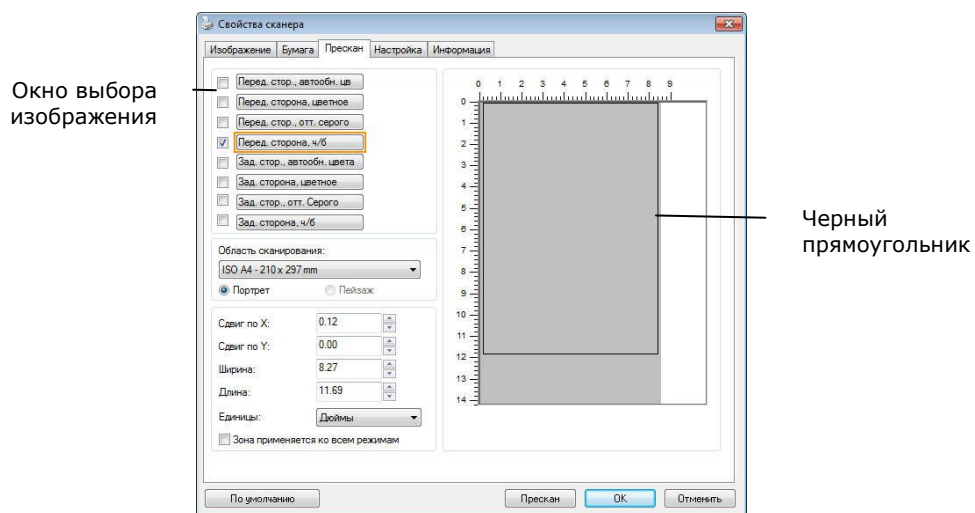 Свойства сканера
Изображение Бумага Прескан Настройка Информация
Окно выбора
изображения
Перед. стор., автообн. цв
Перед. сторона, цветное
Перед. стор., отт. серого
Перед. сторона, ч/б
Зад. стор., автообн. цвета
Зад. сторона, цветное
Зад. стор., отт. Серого
Зад. сторона, ч/б
Область сканирования:
ISO A4 - 210 x 297 mm
Портрет Пейзаж
Сдвиг по X: 0.12
Сдвиг по Y: 0.00
Ширина: 8.27
Длина: 11.69
Единицы: Дюймы
Зона применяется ко всем режимам
0 1 2 3 4 5 6 7 8 9
0
1
2
3
4
5
6
7
8
9
10
11
12
13
14
Черный
прямоугольник
По умолчанию Прескан OK Отменить